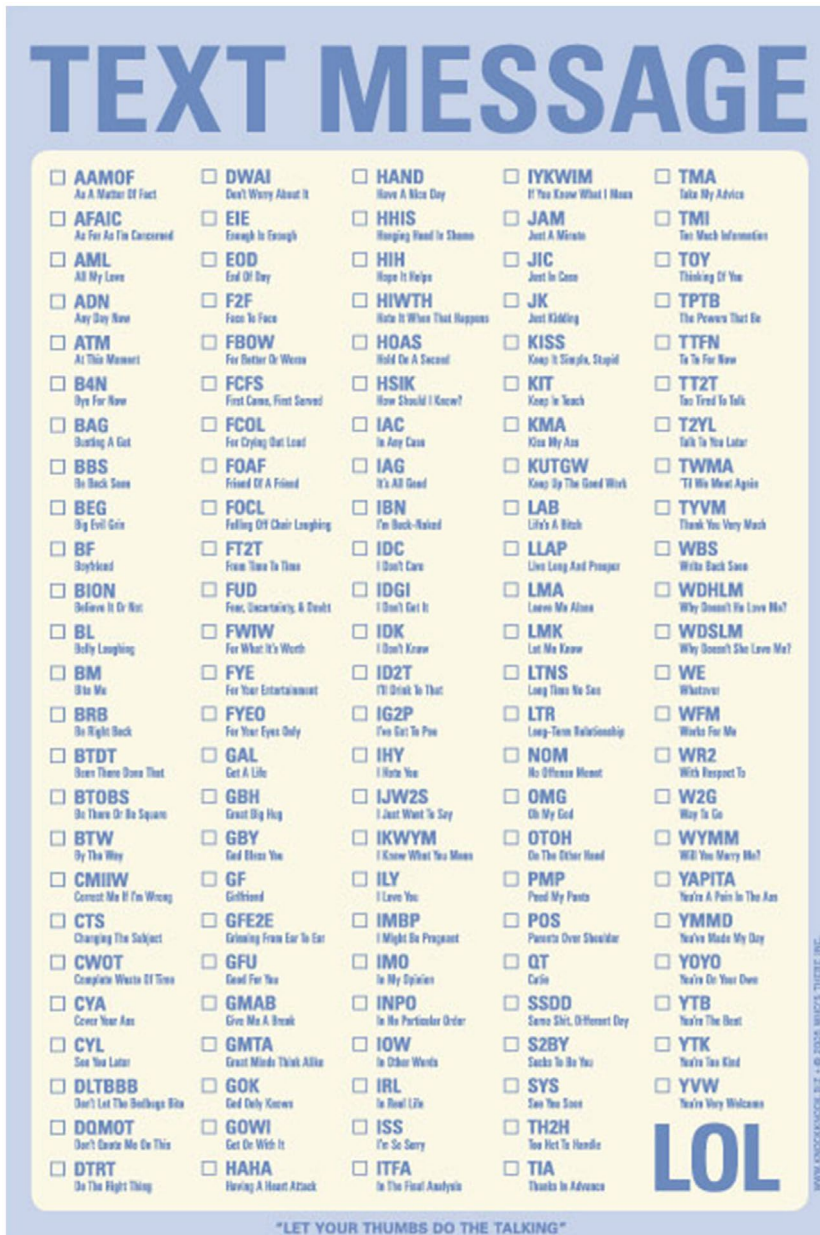 TEXT MESSAGE
AAMOF
As A Matter Of Fact
AFAIC
As Far As I'm Concerned
AML
All My Love
ADN
Any Day Now
ATM
At This Moment
B4N
Bye For Now
BAG
Busting A Gut
BBS
Be Back Soon
BEG
Big Evil Grin
BF
Boyfriend
BION
Believe It Or Not
BL
Belly Laughing
BM
Bite Me
BRB
Be Right Back
BTDT
Been There Done That
BTOBS
Be There Or Be Square
BTW
By The Way
CMIIW
Correct Me If I'm Wrong
CTS
Changing The Subject
CWOT
Complete Waste Of Time
CYA
Cover Your Ass
CYL
See You Later
DLTBBB
Don't Let The Bedbugs Bite
DQMOT
Don't Quote Me On This
DTRT
Do The Right Thing
DWAI
Don't Worry About It
EIE
Enough Is Enough
EOD
End Of Day
F2F
Face To Face
FBOW
For Better Or Worse
FCFS
First Come, First Served
FCOL
For Crying Out Loud
FOAF
Friend Of A Friend
FOCL
Falling Off Chair Laughing
FT2T
From Time To Time
FUD
Fear, Uncertainty, & Doubt
FWIW
For What It's Worth
FYE
For Your Entertainment
FYEO
For Your Eyes Only
GAL
Get A Life
GBH
Great Big Hug
GBY
God Bless You
GF
Girlfriend
GFE2E
Grinning From Ear To Ear
GFU
Good For You
GMAB
Give Me A Break
GMTA
Great Minds Think Alike
GOK
God Only Knows
GOWI
Get On With It
HAHA
Having A Heart Attack
HAND
Have A Nice Day
HHIS
Hanging Head In Shame
HIH
Hope It Helps
HIWTH
Hate It When That Happens
HOAS
Hold On A Second
HSIK
How Should I Know?
IAC
In Any Case
IAG
It's All Good
IBN
I'm Buck-Naked
IDC
I Don't Care
IDGI
I Don't Get It
IDK
I Don't Know
ID2T
I'll Drink To That
IG2P
I've Got To Pee
IHY
I Hate You
IJW2S
I Just Want To Say
IKWYM
I Know What You Mean
ILY
I Love You
IMBP
I Might Be Pregnant
IMO
In My Opinion
INPO
In No Particular Order
IOW
In Other Words
IRL
In Real Life
ISS
I'm So Sorry
ITFA
In The Final Analysis
IYKWIM
If You Know What I Mean
JAM
Just A Minute
JIC
Just In Case
JK
Just Kidding
KISS
Keep It Simple, Stupid
KIT
Keep In Touch
KMA
Kiss My Ass
KUTGW
Keep Up The Good Work
LAB
Life's A Bitch
LLAP
Live Long And Prosper
LMA
Leave Me Alone
LMK
Let Me Know
LTNS
Long Time No See
LTR
Long-Term Relationship
NOM
No Offense Meant
OMG
Oh My God
OTOH
On The Other Hand
PMP
Peed My Pants
POS
Parents Over Shoulder
QT
Cutie
SSDD
Same Shit, Different Day
S2BY
Sucks To Be You
SYS
See You Soon
TH2H
Too Hot To Handle
TIA
Thanks In Advance
TMA
Take My Advice
TMI
Too Much Information
TOY
Thinking Of You
TPTB
The Powers That Be
TTFN
Ta Ta For Now
TT2T
Too Tired To Talk
T2YL
Talk To You Later
TWMA
'Til We Meet Again
TYVM
Thank You Very Much
WBS
Write Back Soon
WDHLM
Why Doesn't He Love Me?
WDSLM
Why Doesn't She Love Me?
WE
Whatever
WFM
Works For Me
WR2
With Respect To
W2G
Way To Go
WYMM
Will You Marry Me?
YAPITA
You're A Pain In The Ass
YMMD
You've Made My Day
YOYO
You're On Your Own
YTB
You're The Best
YTK
You're Too Kind
YVW
You're Very Welcome
LOL
"LET YOUR THUMBS DO THE TALKING"
WHO'S THERE INC.